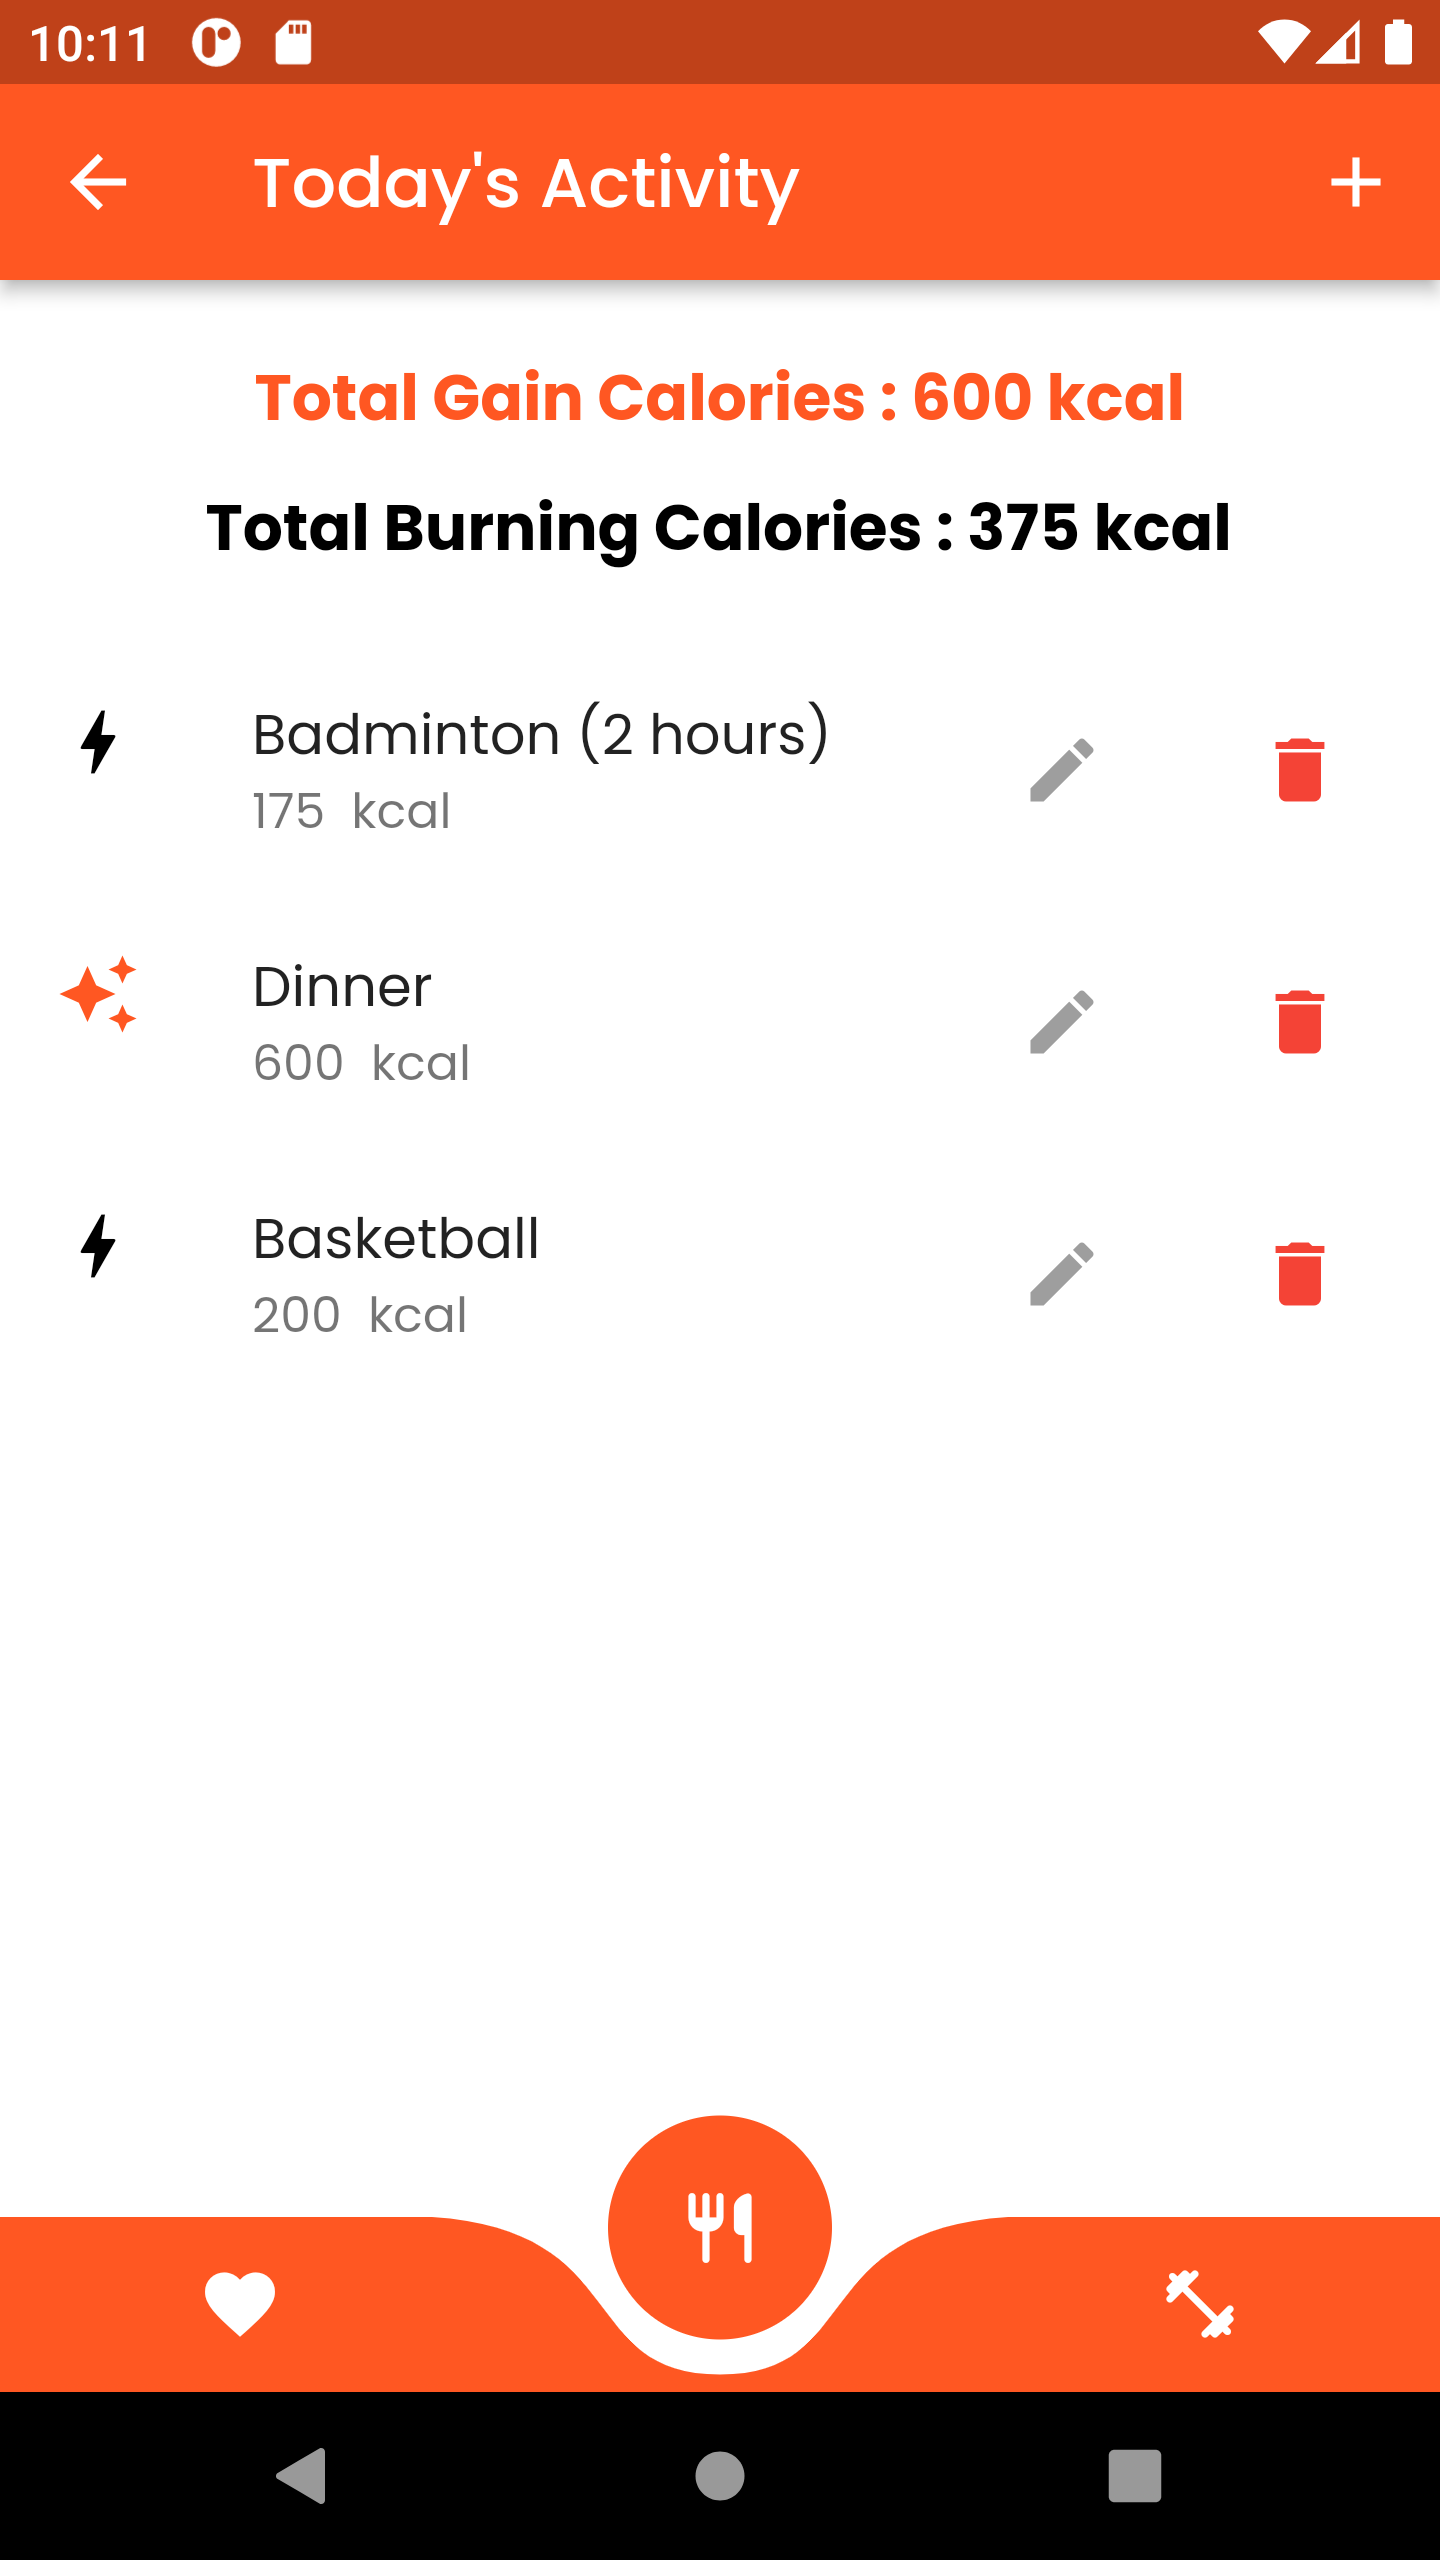 10:11
Today's Activity
Total Gain Calories : 600 kcal
Total Burning Calories : 375 kcal
Badminton (2 hours)
175 kcal
Dinner
600 kcal
Basketball
200 kcal